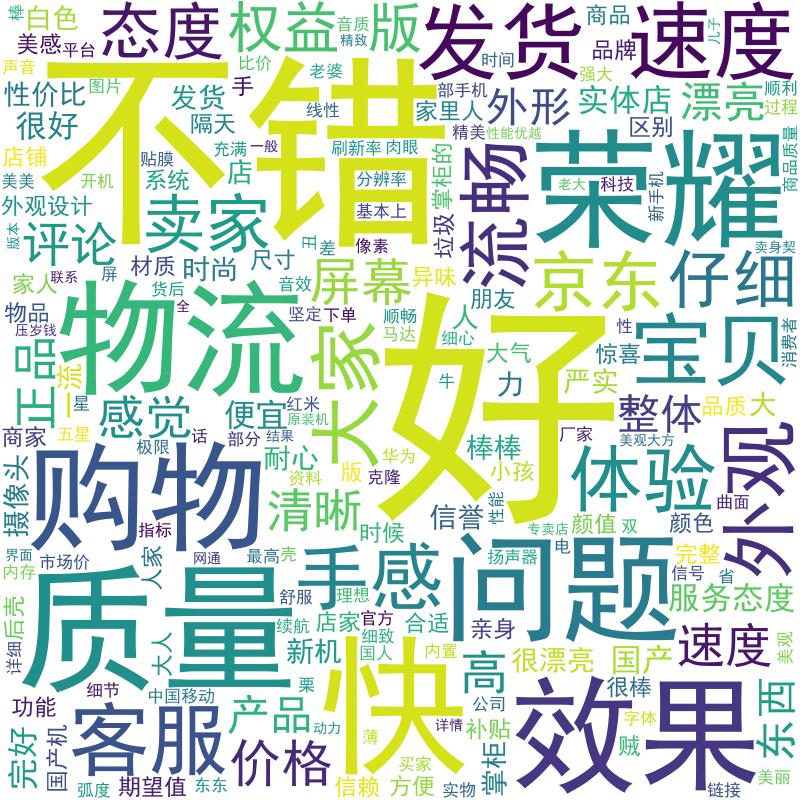 棒
白色
态度
权益
音质
版
发货
速度
商品
儿子
美感
平台
精致
时间
品牌
声音
图片
比价
老婆
强大
不错
性价比
发货
手
部手机
家里人
外形
实体店
漂亮
顺利
过程
很好
隔天
线性
精美
性能优越
区别
店铺
贴膜
充满
一般
刷新率
肉眼
掌柜的
流畅
荣耀
商品质量
美美
开机
系统
店
分辨率
老大
科技
新手机
外观设计
卖家
基本上
垃圾
版本
评论
丑
差
像素
卖身契
家人
联系
屏
材质
时尚
尺寸
屏幕
异味
朋友
京东
仔细
物品
货后
音效
压岁钱
物流
全
坚定
下单
顺畅
人
性
宝贝
消费者
马达
细心
大气
惊喜
正品
一流
大家
好
牛
力
严实
星
感觉
便宜
红米
原装机
整体
品质
大
商家
五星
话
部分
结果
棒棒
厂家
美观大方
外观
摄像头
购物
极限
耐心
版
华为
小孩
体验
资料
克隆
清晰
信誉
性能
曲面
指标
时候
专卖店
颜值
双
颜色
界面
内存
市场价
人家
网通
最高
壳
手感
问题
扬声器
电
完整
信号
省
质量
舒服
理想
服务态度
后壳
续航
店家
官方
合适
亲身
详细
大人
新机
细致
国人
内置
快
很漂亮
国产
速度
美观
细节
中国移动
栗
高
效果
很棒
东西
功能
客服
产品
公司
字体
完好
国产机
动力
薄
详情
补贴
贼
价格
掌柜
弧度
期望值
东东
信赖
买家
方便
实物
链接
美丽